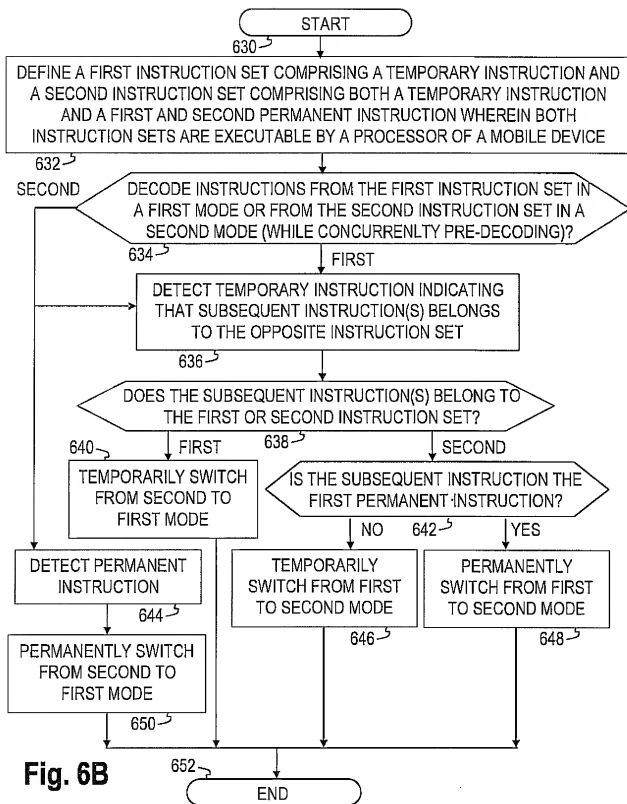 START
630
DEFINE A FIRST INSTRUCTION SET COMPRISING A TEMPORARY INSTRUCTION AND
A SECOND INSTRUCTION SET COMPRISING BOTH A TEMPORARY INSTRUCTION
AND A FIRST AND SECOND PERMANENT INSTRUCTION WHEREIN BOTH
INSTRUCTION SETS ARE EXECUTABLE BY A PROCESSOR OF A MOBILE DEVICE
632
SECOND
DECODE INSTRUCTIONS FROM THE FIRST INSTRUCTION SET IN
A FIRST MODE OR FROM THE SECOND INSTRUCTION SET IN A
SECOND MODE (WHILE CONCURRENLTY PRE-DECODING)?
634
FIRST
DETECT TEMPORARY INSTRUCTION INDICATING
THAT SUBSEQUENT INSTRUCTION(S) BELONGS
TO THE OPPOSITE INSTRUCTION SET
636
DOES THE SUBSEQUENT INSTRUCTION(S) BELONG TO
THE FIRST OR SECOND INSTRUCTION SET?
638
640
FIRST
SECOND
TEMPORARILY SWITCH
FROM SECOND TO
FIRST MODE
IS THE SUBSEQUENT INSTRUCTION THE
FIRST PERMANENT INSTRUCTION?
642
NO
YES
DETECT PERMANENT
INSTRUCTION
644
TEMPORARILY
SWITCH FROM FIRST
TO SECOND MODE
646
PERMANENTLY
SWITCH FROM FIRST
TO SECOND MODE
648
PERMANENTLY SWITCH
FROM SECOND TO
FIRST MODE
650
Fig. 6B
652
END